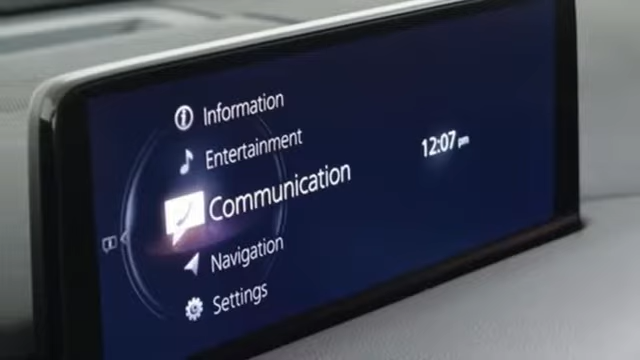 Information
Entertainment
Communication
12:07 pm
Navigation
Settings